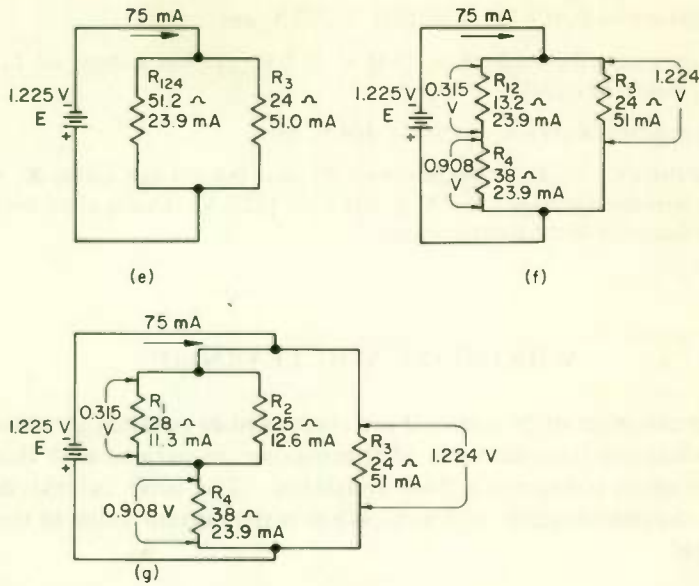 75 mA
1.225 V
E
R124
51.2 Ω
23.9 mA
R3
24 Ω
51.0 mA
(e)
75 mA
1.225 V
E
0.315
V
R12
13.2 Ω
23.9 mA
0.908
V
R4
38 Ω
23.9 mA
R3
24 Ω
51 mA
1.224
V
(f)
75 mA
1.225 V
E
0.315
V
R1
28 Ω
11.3 mA
R2
25 Ω
12.6 mA
0.908 V
R4
38 Ω
23.9 mA
R3
24 Ω
51 mA
1.224 V
(g)